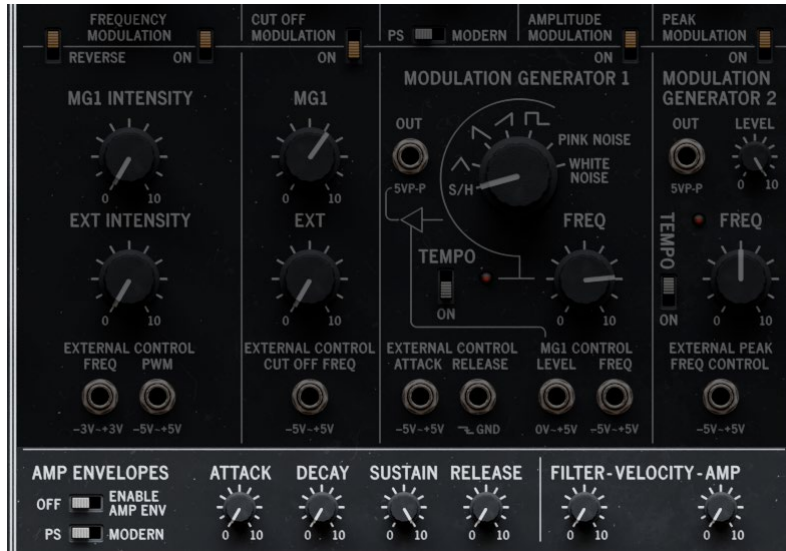 FREQUENCY
MODULATION
REVERSE ON
CUT OFF
MODULATION
ON
PS MODERN
AMPLITUDE
MODULATION
ON
PEAK
MODULATION
ON
MG1 INTENSITY
0 10
EXT INTENSITY
0 10
EXTERNAL CONTROL
FREQ PWM
-3V~+3V -5V~+5V
MG1
EXT
0 10
EXTERNAL CONTROL
CUT OFF FREQ
-5V~+5V
MODULATION GENERATOR 1
OUT
5VP-P
S/H
PINK NOISE
WHITE
NOISE
TEMPO
ON
FREQ
0 10
EXTERNAL CONTROL
ATTACK RELEASE
-5V~+5V GND
MG1 CONTROL
LEVEL FREQ
0V~+5V -5V~+5V
MODULATION
GENERATOR 2
OUT LEVEL
5VP-P 0 10
TEMPO
ON
FREQ
0 10
EXTERNAL PEAK
FREQ CONTROL
-5V~+5V
AMP ENVELOPES
OFF ENABLE
AMP ENV
PS MODERN
ATTACK DECAY SUSTAIN RELEASE
0 10 0 10 0 10 0 10
FILTER-VELOCITY-AMP
0 10 0 10